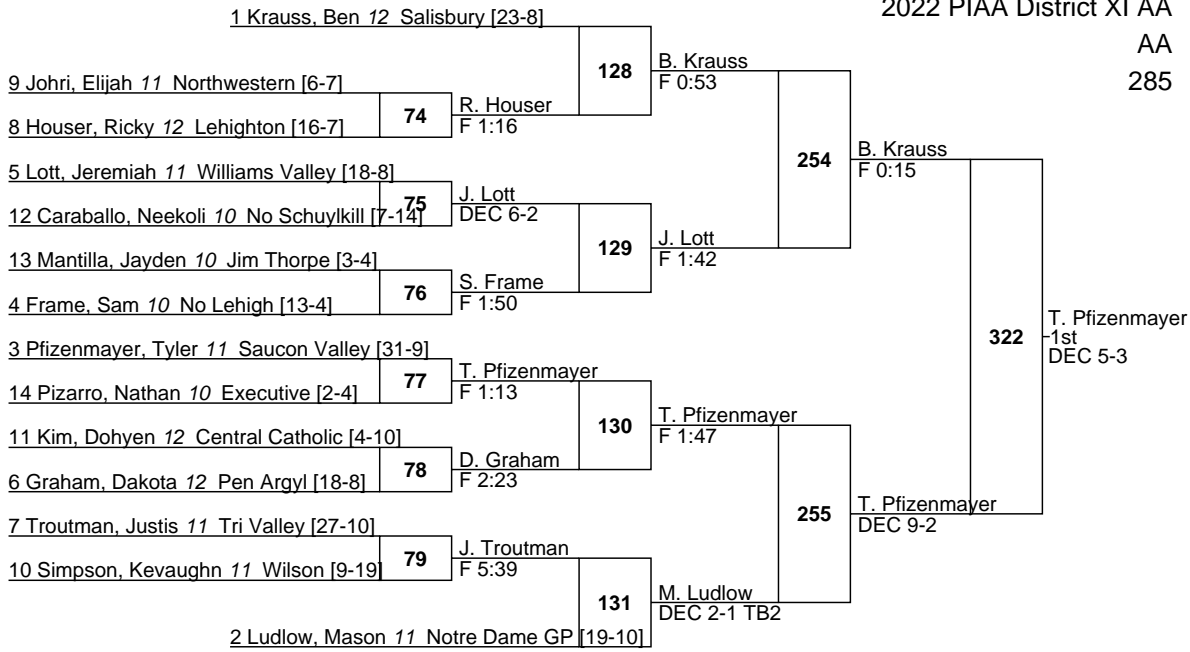 2022 PIAA District XI AA
AA
285
1 Krauss, Ben 12 Salisbury [23-8]
9 Johri, Elijah 11 Northwestern [6-7]
8 Houser, Ricky 12 Lehighton [16-7]
5 Lott, Jeremiah 11 Williams Valley [18-8]
12 Caraballo, Neekoli 10 No Schuylkill [7-14]
13 Mantilla, Jayden 10 Jim Thorpe [3-4]
4 Frame, Sam 10 No Lehigh [13-4]
3 Pfizenmayer, Tyler 11 Saucon Valley [31-9]
14 Pizarro, Nathan 10 Executive [2-4]
11 Kim, Dohyen 12 Central Catholic [4-10]
6 Graham, Dakota 12 Pen Argyl [18-8]
7 Troutman, Justis 11 Tri Valley [27-10]
10 Simpson, Kevaughn 11 Wilson [9-19]
2 Ludlow, Mason 11 Notre Dame GP [19-10]
74
R. Houser
F 1:16
75
J. Lott
DEC 6-2
76
S. Frame
F 1:50
77
T. Pfizenmayer
F 1:13
78
D. Graham
F 2:23
79
J. Troutman
F 5:39
128
B. Krauss
F 0:53
129
J. Lott
F 1:42
130
T. Pfizenmayer
F 1:47
131
M. Ludlow
DEC 2-1 TB2
254
B. Krauss
F 0:15
255
T. Pfizenmayer
DEC 9-2
322
T. Pfizenmayer
1st
DEC 5-3